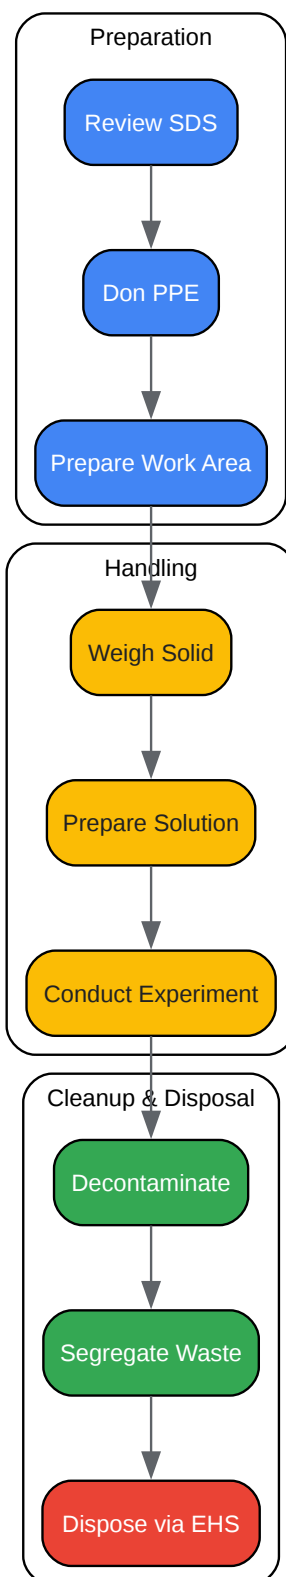 Preparation
Review SDS
Don PPE
Prepare Work Area
Handling
Weigh Solid
Prepare Solution
Conduct Experiment
Cleanup & Disposal
Decontaminate
Segregate Waste
Dispose via EHS